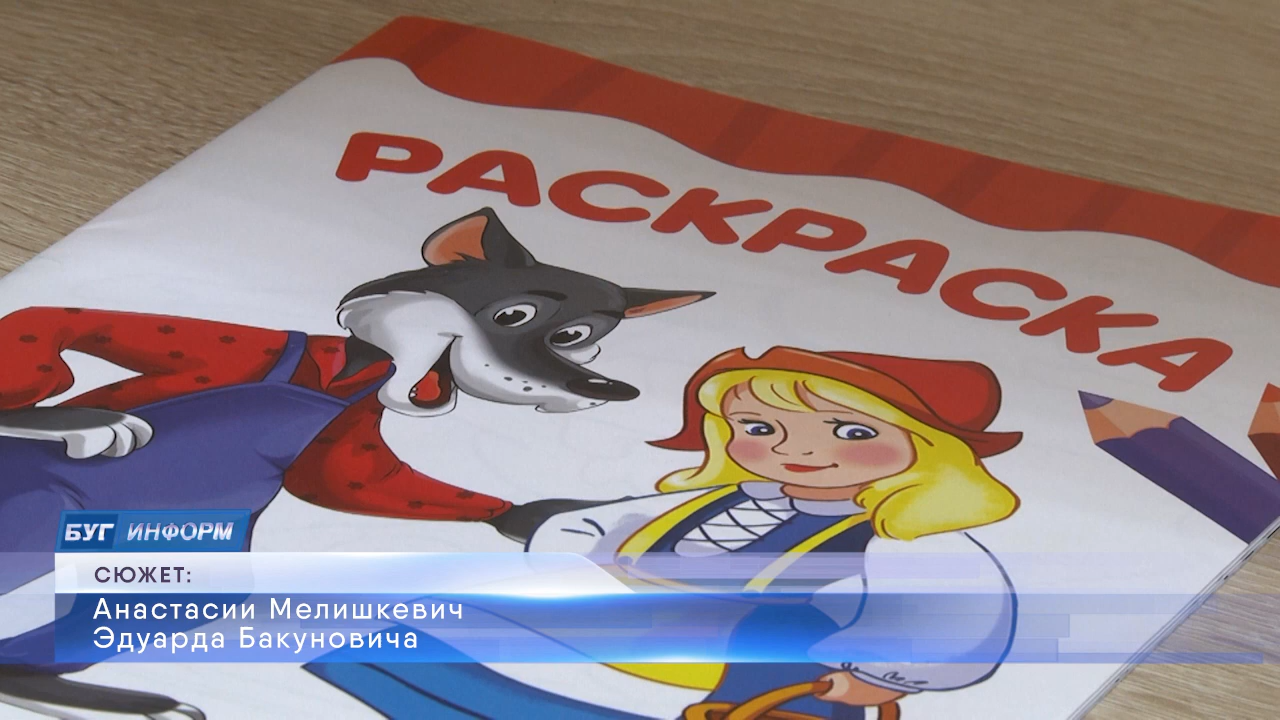 РАСКРАСКА
БУГ ИНФОРМ
СЮЖЕТ:
Анастасии Мелишкевич
Эдуарда Бакуновича